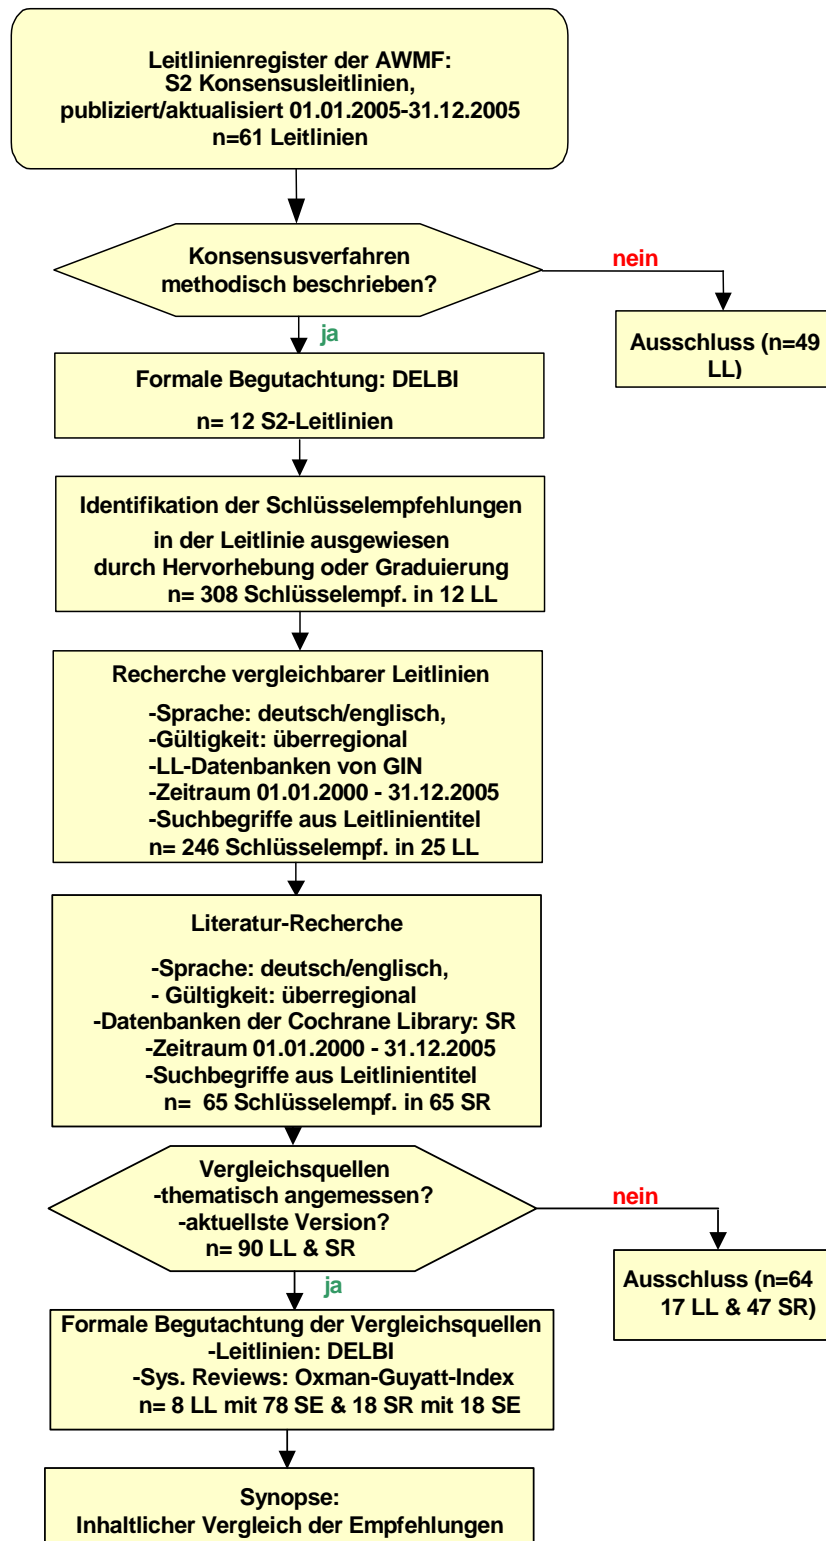 Leitlinienregister der AWMF:
S2 Konsensusleitlinien,
publiziert/aktualisiert 01.01.2005-31.12.2005
n=61 Leitlinien
Konsensusverfahren
methodisch beschrieben?
nein
Ausschluss (n=49
LL)
ja
Formale Begutachtung: DELBI
n= 12 S2-Leitlinien
Identifikation der Schlüsselempfehlungen
in der Leitlinie ausgewiesen
durch Hervorhebung oder Graduierung
n= 308 Schlüsselempf. in 12 LL
Recherche vergleichbarer Leitlinien
-Sprache: deutsch/englisch,
-Gültigkeit: überregional
-LL-Datenbanken von GIN
-Zeitraum 01.01.2000 - 31.12.2005
-Suchbegriffe aus Leitlinientitel
n= 246 Schlüsselempf. in 25 LL
Literatur-Recherche
-Sprache: deutsch/englisch,
- Gültigkeit: überregional
-Datenbanken der Cochrane Library: SR
-Zeitraum 01.01.2000 - 31.12.2005
-Suchbegriffe aus Leitlinientitel
n=  65 Schlüsselempf. in 65 SR
Vergleichsquellen
-thematisch angemessen?
-aktuellste Version?
n= 90 LL & SR
nein
Ausschluss (n=64
17 LL & 47 SR)
ja
Formale Begutachtung der Vergleichsquellen
-Leitlinien: DELBI
-Sys. Reviews: Oxman-Guyatt-Index
n= 8 LL mit 78 SE & 18 SR mit 18 SE
Synopse:
Inhaltlicher Vergleich der Empfehlungen